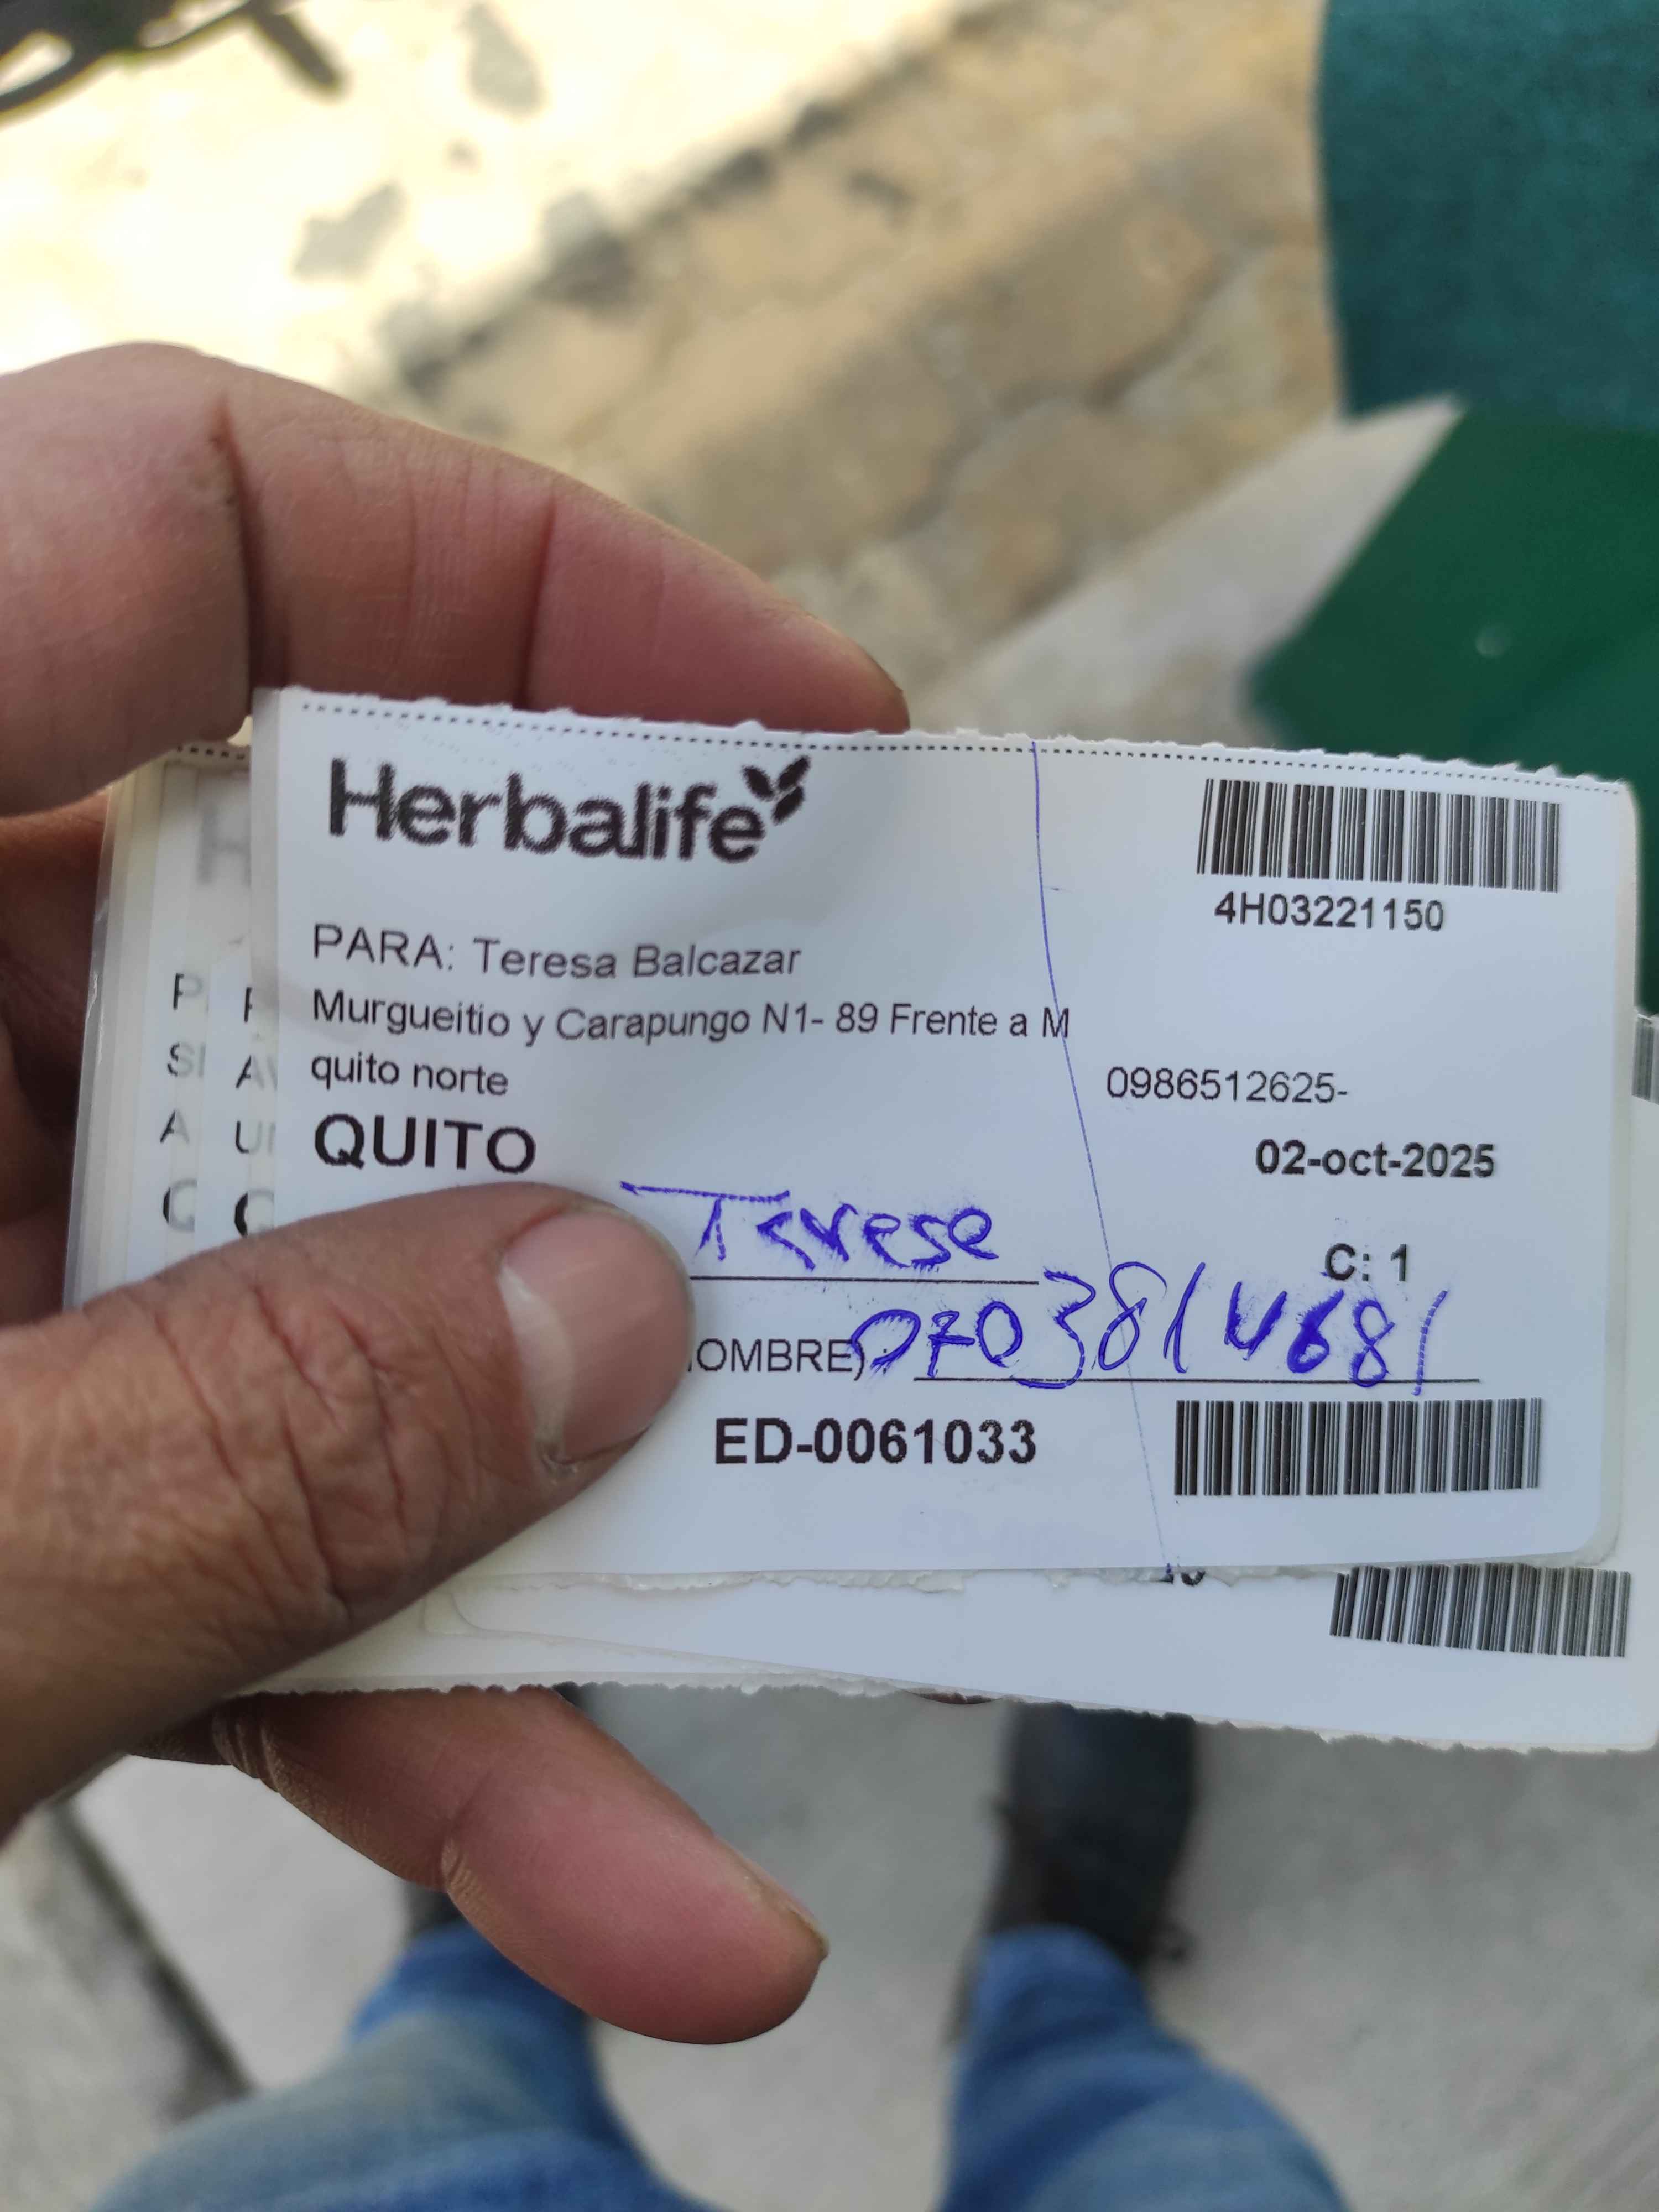 Herbalife
4H03221150
PARA: Teresa Balcazar
Murgueitio y Carapungo N1- 89 Frente a M
quito norte
0986512625-
QUITO
02-oct-2025
Terese
C: 1
OMBRE) 0703814681
ED-0061033